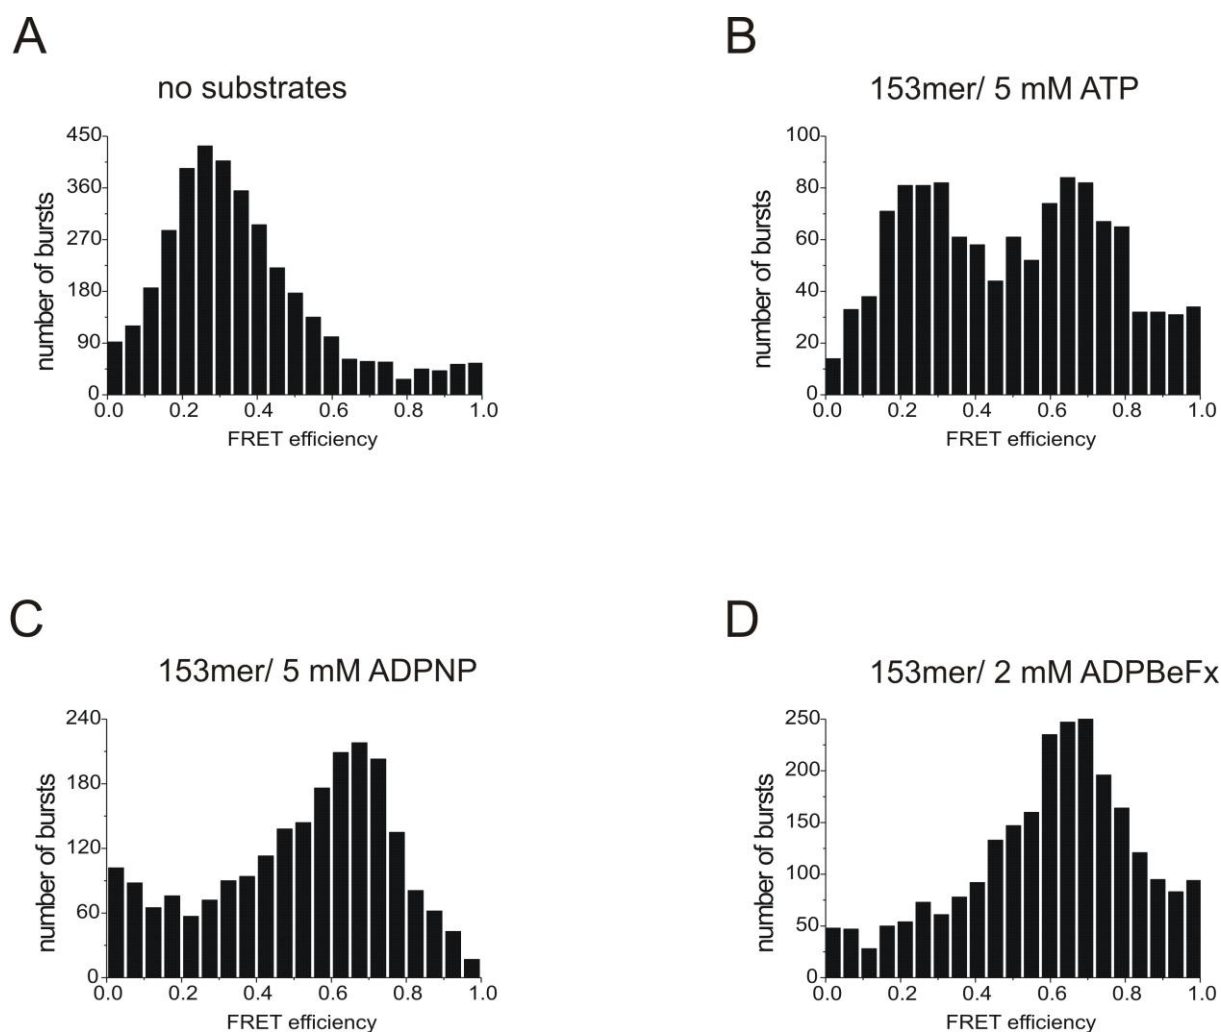 A
no substrates
450
360
270
180
90
0
number of bursts
0.0 0.2 0.4 0.6 0.8 1.0
FRET efficiency
B
153mer/ 5 mM ATP
100
80
60
40
20
0
number of bursts
0.0 0.2 0.4 0.6 0.8 1.0
FRET efficiency
C
153mer/ 5 mM ADPNP
240
180
120
60
0
number of bursts
0.0 0.2 0.4 0.6 0.8 1.0
FRET efficiency
D
153mer/ 2 mM ADPBeFx
250
200
150
100
50
0
number of bursts
0.0 0.2 0.4 0.6 0.8 1.0
FRET efficiency